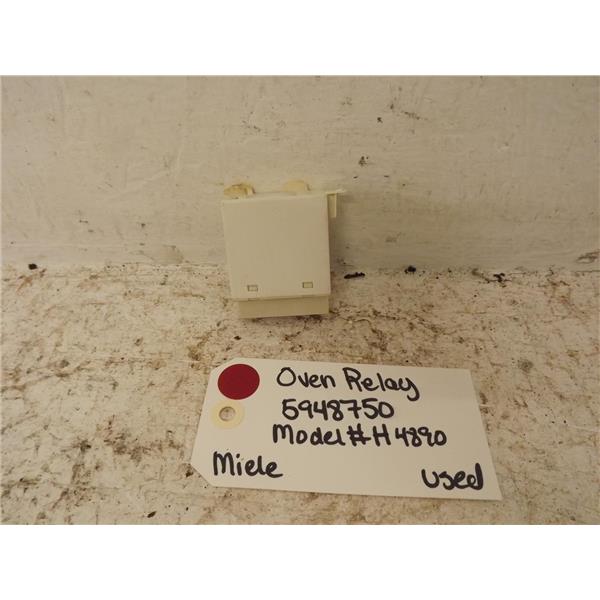 Oven Relay
5948750
Model# H4890
Miele used